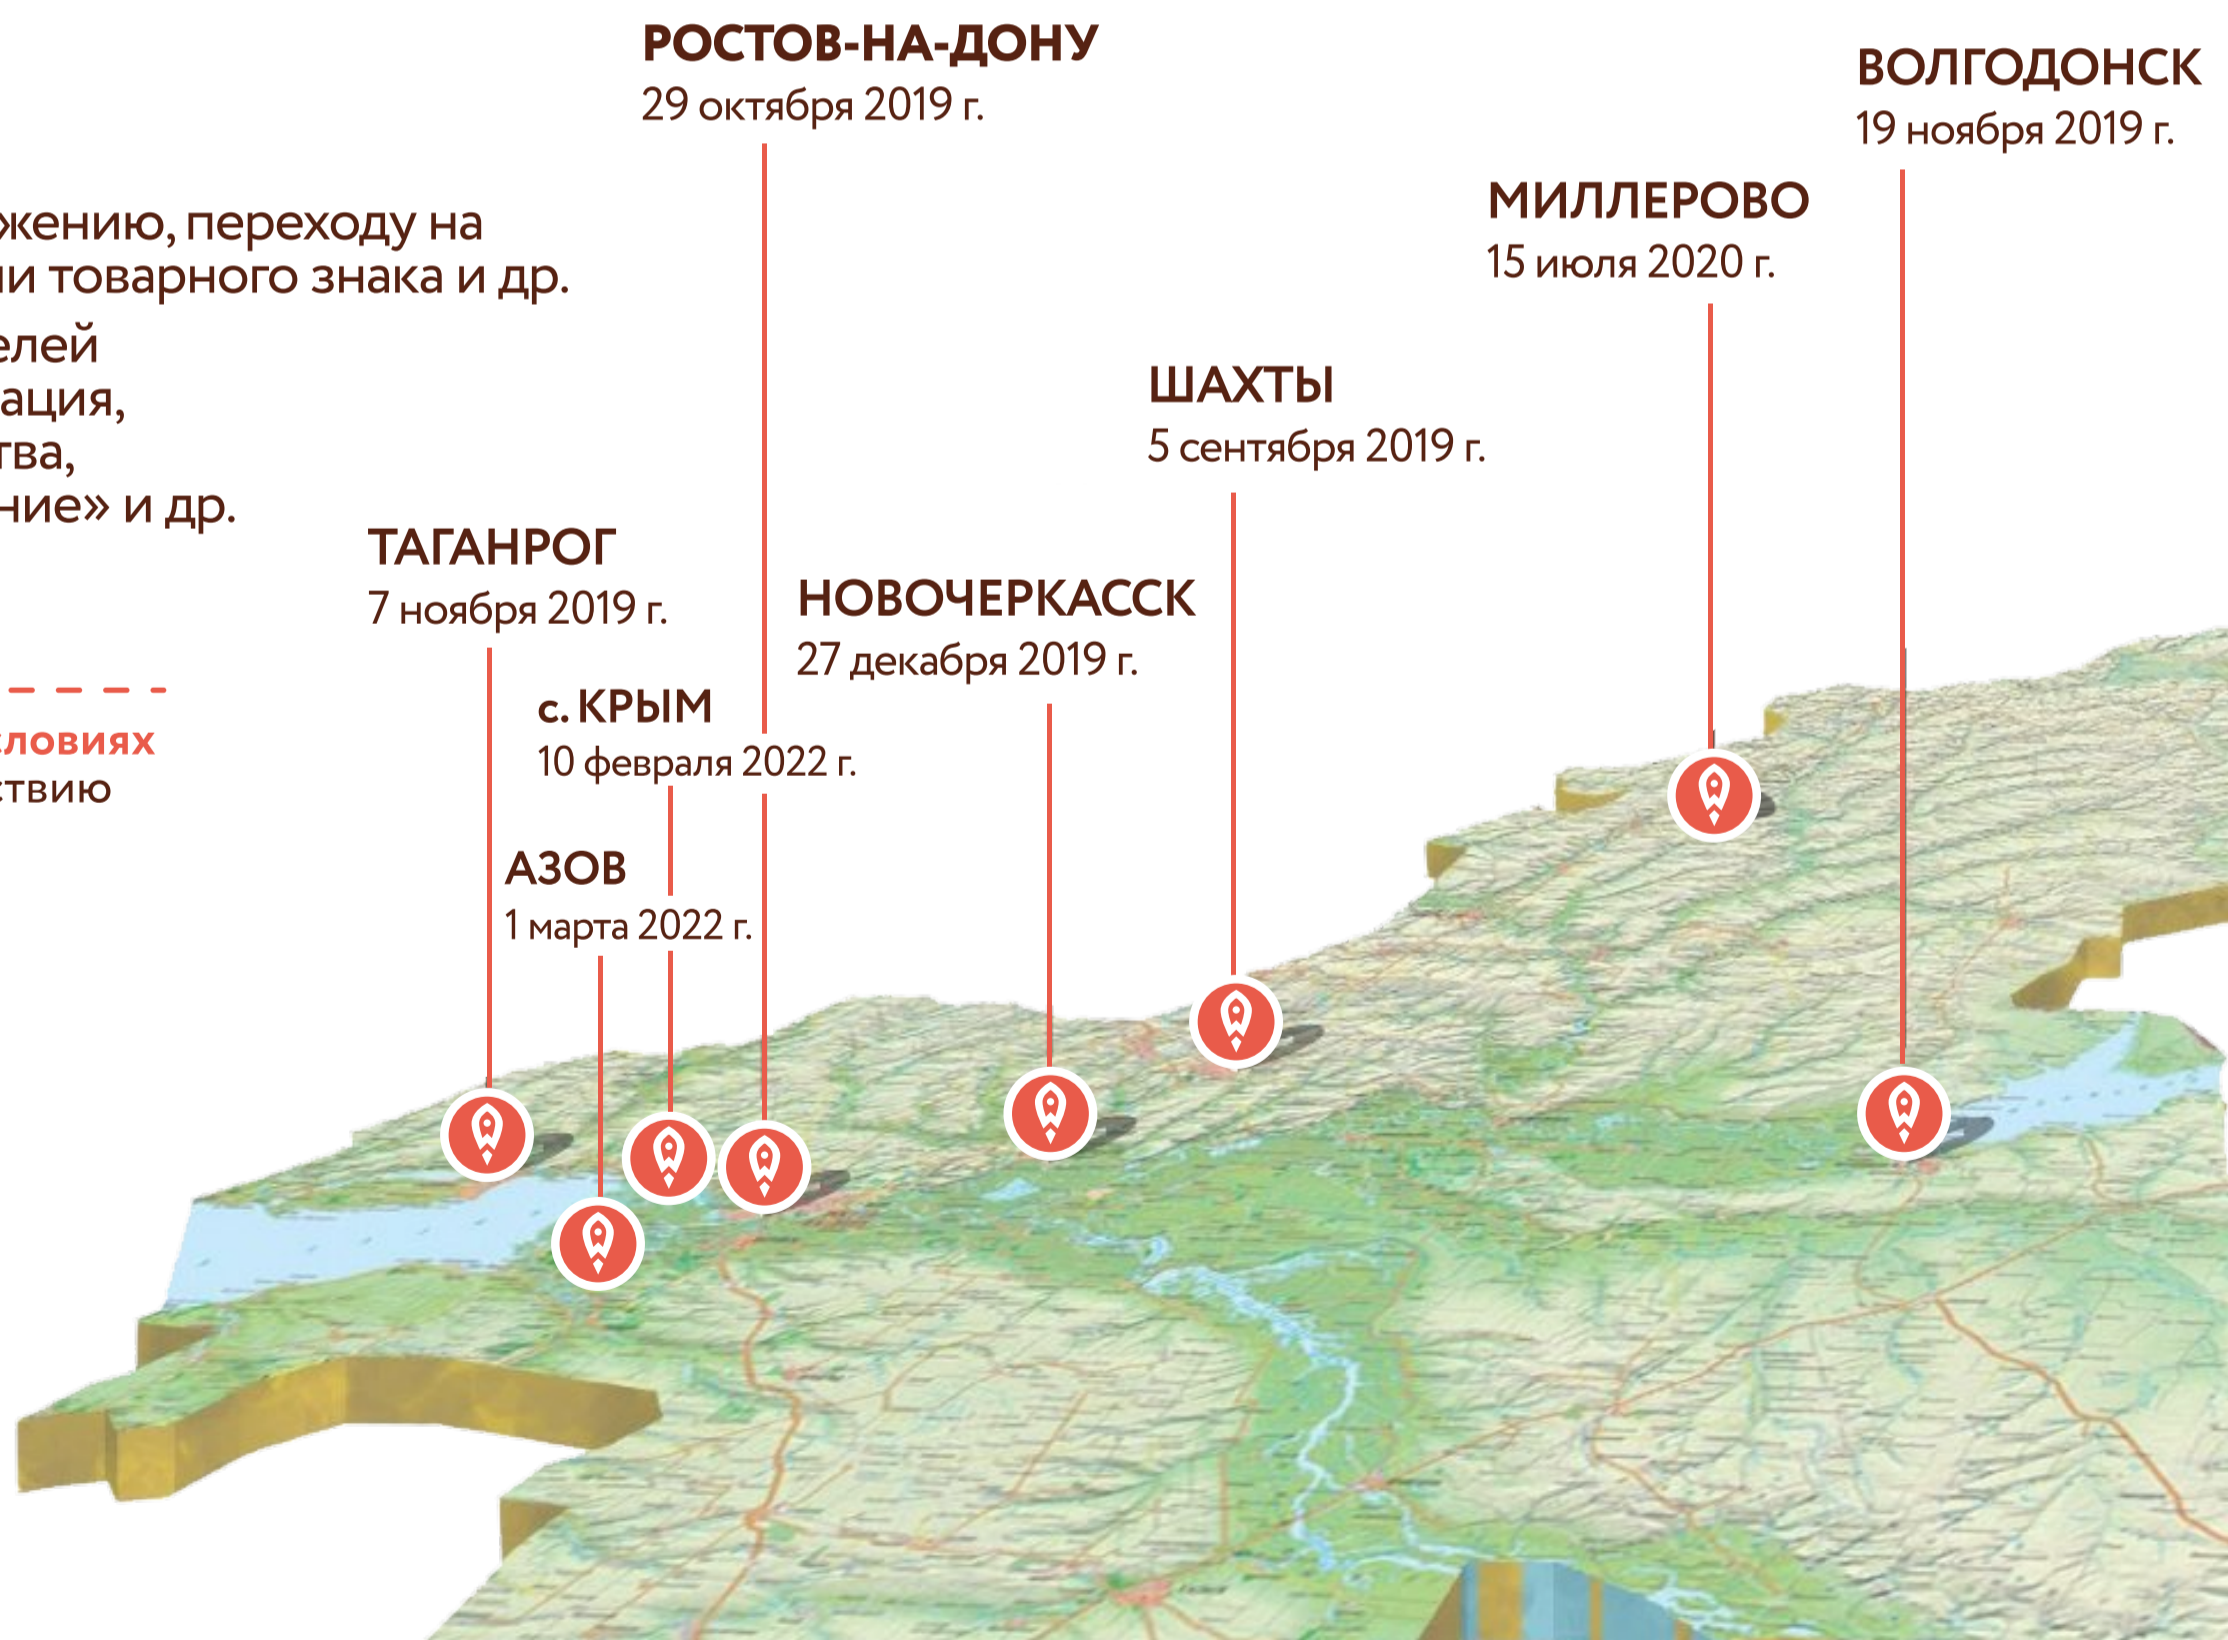 РОСТОВ-НА-ДОНУ
29 октября 2019 г.
ВОЛГОДОНСК
19 ноября 2019 г.
МИЛЛЕРОВО
15 июля 2020 г.
жению, переходу на
ии товарного знака и др.
елей
ация,
тва,
ние» и др.
ШАХТЫ
5 сентября 2019 г.
ТАГАНРОГ
7 ноября 2019 г.
НОВОЧЕРКАССК
27 декабря 2019 г.
с. КРЫМ
10 февраля 2022 г.
словиях
ствию
АЗОВ
1 марта 2022 г.